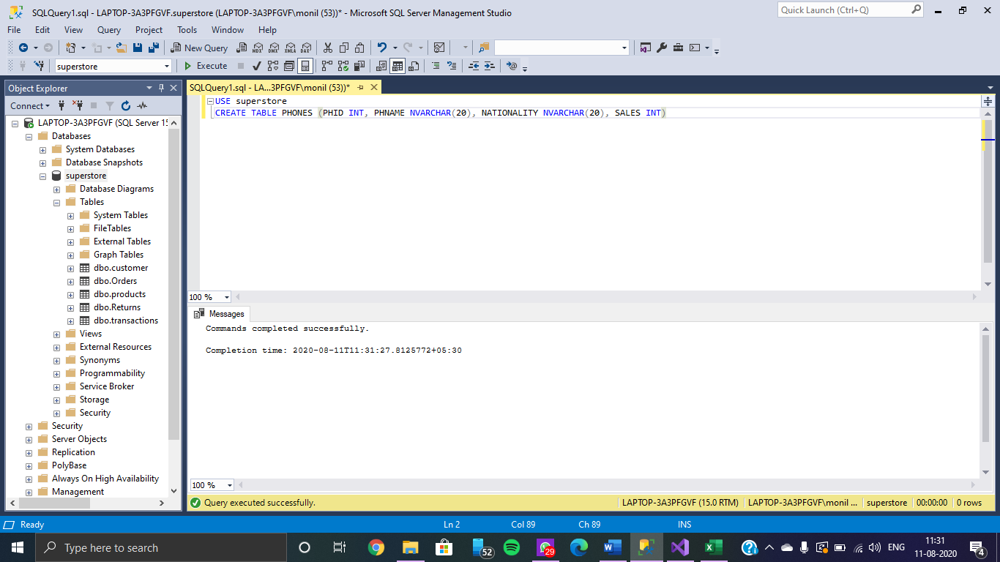 SQLQuery1.sql - LAPTOP-3A3PFGVF.superstore (LAPTOP-3A3PFGVF\monil (53))* - Microsoft SQL Server Management Studio
Quick Launch (Ctrl+Q)
File Edit View Query Project Tools Window Help
New Query MDX DMX XMLA DAX
superstore Execute
Object Explorer
SQLQuery1.sql - LA...3PFGVF\monil (53))*
Connect
LAPTOP-3A3PFGVF (SQL Server 15
Databases
System Databases
Database Snapshots
superstore
Database Diagrams
Tables
System Tables
FileTables
External Tables
Graph Tables
dbo.customer
dbo.Orders
dbo.products
dbo.Returns
dbo.transactions
Views
External Resources
Synonyms
Programmability
Service Broker
Storage
Security
Security
Server Objects
Replication
PolyBase
Always On High Availability
Management
USE superstore
CREATE TABLE PHONES (PHID INT, PHNAME NVARCHAR(20), NATIONALITY NVARCHAR(20), SALES INT)
100 %
Messages
Commands completed successfully.
Completion time: 2020-08-11T11:31:27.8125772+05:30
100 %
Query executed successfully.
LAPTOP-3A3PFGVF (15.0 RTM)
LAPTOP-3A3PFGVF\monil ...
superstore
00:00:00
0 rows
Ready
Ln 2
Col 89
Ch 89
INS
Type here to search
52
29
ENG
11:31
11-08-2020
4